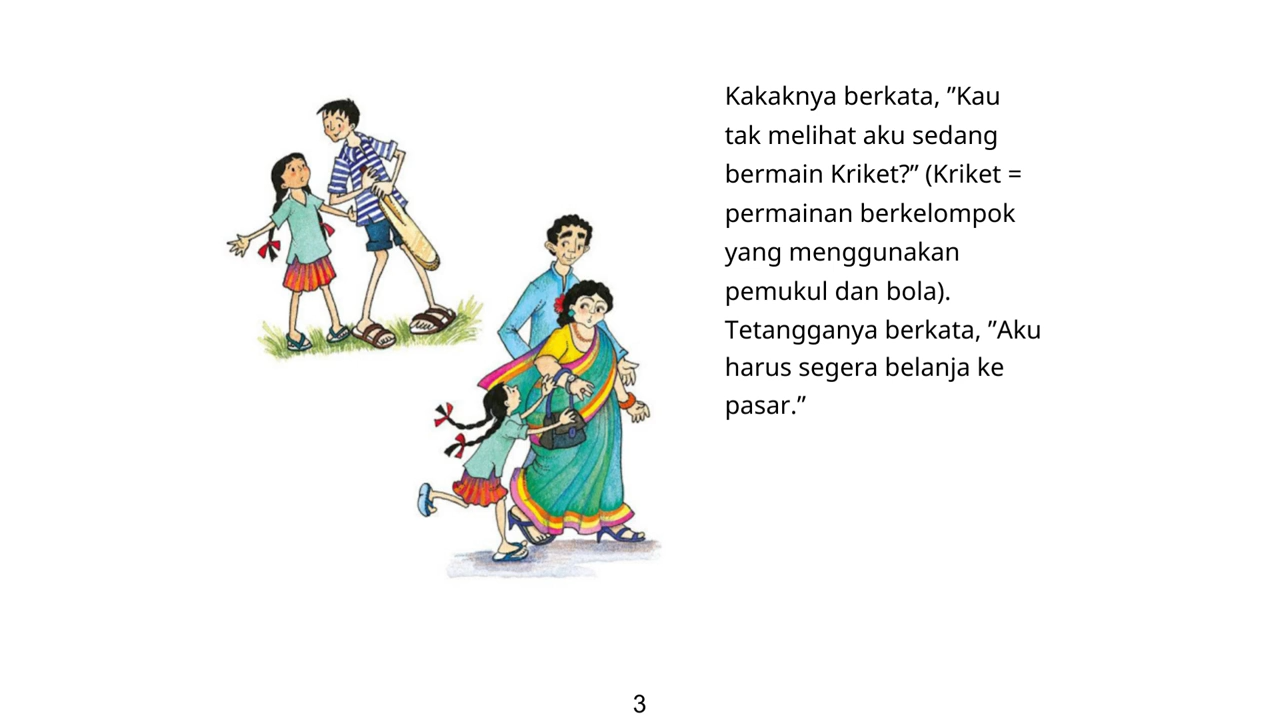 Kakaknya berkata, ”Kau
tak melihat aku sedang
bermain Kriket?” (Kriket =
permainan berkelompok
yang menggunakan
pemukul dan bola).
Tetangganya berkata, ”Aku
harus segera belanja ke
pasar.”
3